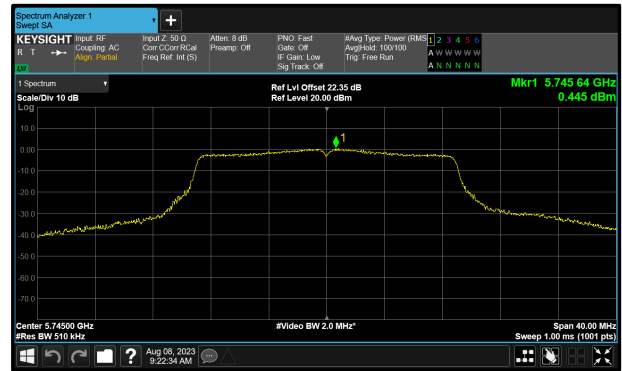 Spectrum Analyzer 1
Swept SA
KEYSIGHT Input: RF Input Z: 50 Ω Atten: 8 dB PNO: Fast #Avg Type: Power (RMS 1 2 3 4 5 6
R T Coupling: AC Corr CCorr RCal Preamp: Off Gate: Off Avg|Hold: 100/100 A W W W W W
Align: Partial Freq Ref: Int (S) IF Gain: Low Trig: Free Run
LW Sig Track: Off A N N N N N
1 Spectrum Ref Lvl Offset 22.35 dB Mkr1 5.745 64 GHz
Scale/Div 10 dB Ref Level 20.00 dBm 0.445 dBm
Log
10.0
0.00
1
-10.0
-20.0
-30.0
-40.0
-50.0
-60.0
-70.0
Center 5.74500 GHz #Video BW 2.0 MHz* Span 40.00 MHz
#Res BW 510 kHz Sweep 1.00 ms (1001 pts)
? Aug 08, 2023
9:22:34 AM